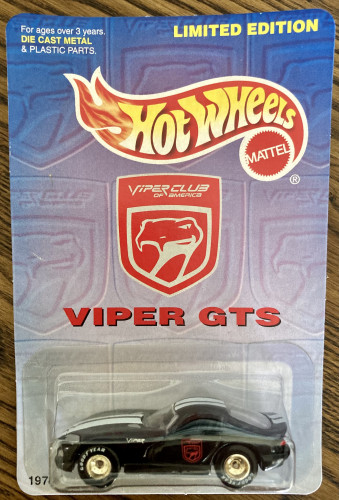 For ages over 3 years.
DIE CAST METAL
& PLASTIC PARTS.
LIMITED EDITION
HOT WHEELS
MATTEL
®
VIPER CLUB
OF AMERICA
VIPER GTS
VIPER
GOODYEAR
197